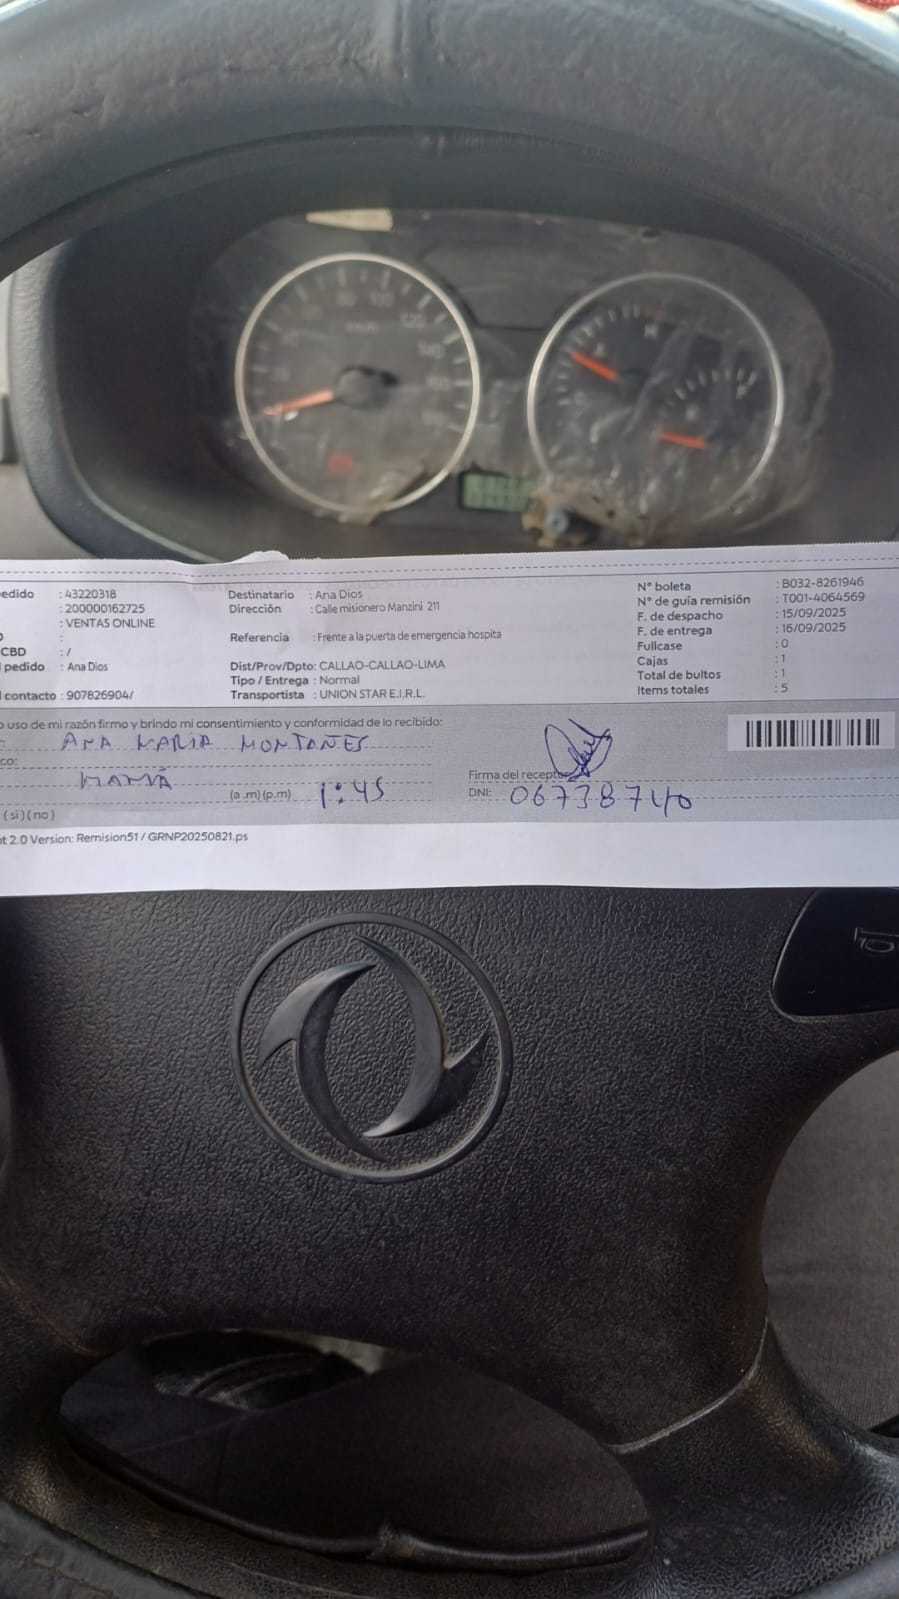 edido : 43220318
: 200000162725
: VENTAS ONLINE
:
CBD : /
l pedido : Ana Dios
l contacto : 907826904/
Destinatario : Ana Dios
Dirección : Calle misionero Manzini 211
Referencia : Frente a la puerta de emergencia hospita
Dist/Prov/Dpto: CALLAO-CALLAO-LIMA
Tipo / Entrega : Normal
Transportista : UNION STAR E.I.R.L.
N° boleta : B032-8261946
N° de guía remisión : T001-4064569
F. de despacho : 15/09/2025
F. de entrega : 16/09/2025
Fullcase : 0
Cajas : 1
Total de bultos : 1
Items totales : 5
o uso de mi razón firmo y brindo mi consentimiento y conformidad de lo recibido:
ANA MARIA MONTAÑES
co:
MAMÁ
(a .m) (p.m) 1:45
Firma del receptor
DNI: 06738740
( si ) ( no )
nt 2.0 Version: Remision51 / GRNP20250821.ps